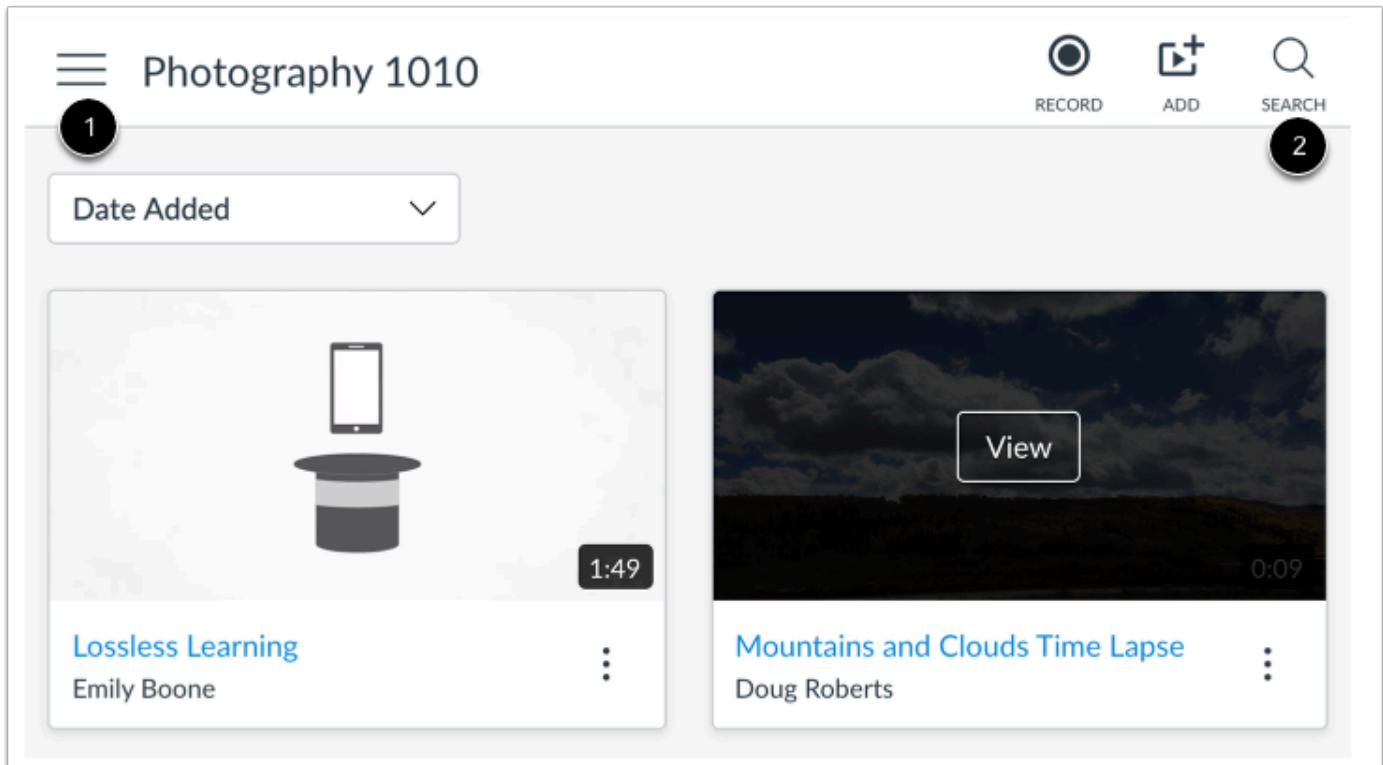 Photography 1010
RECORD
ADD
SEARCH
1
2
Date Added
View
1:49
0:09
Lossless Learning
Emily Boone
Mountains and Clouds Time Lapse
Doug Roberts